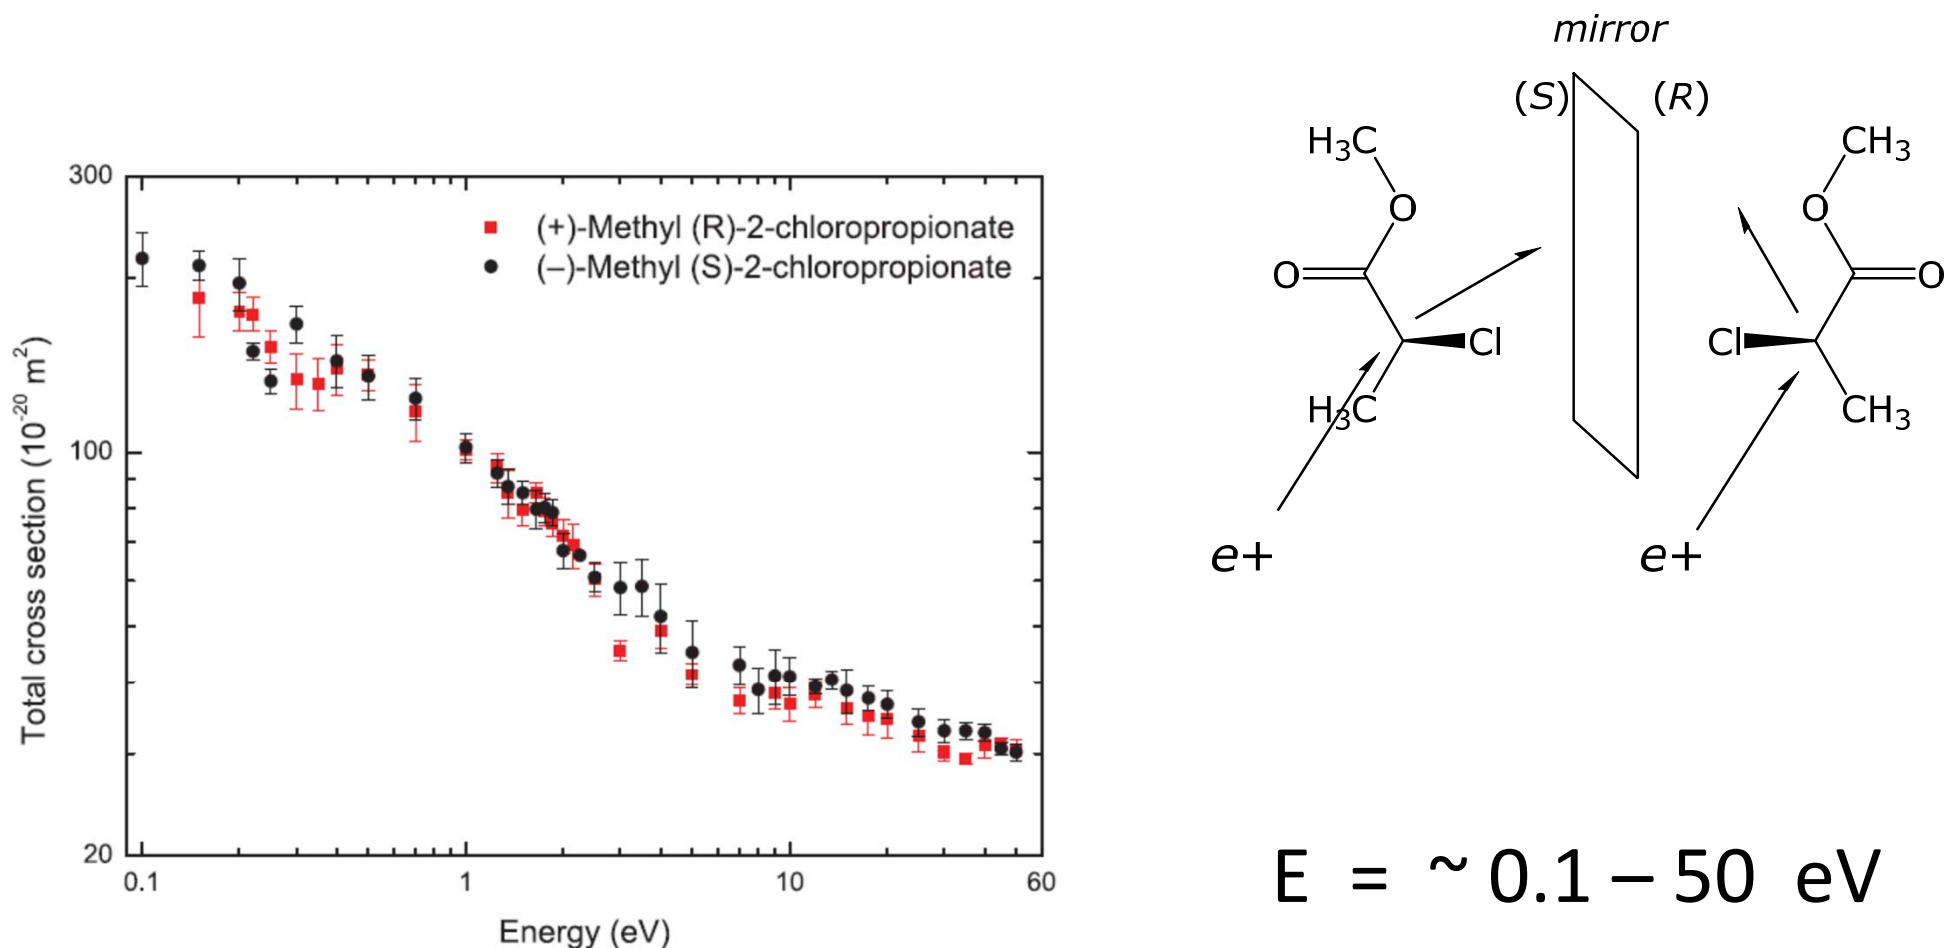 300
100
20
Total cross section (10⁻²⁰ m²)
(+)-Methyl (R)-2-chloropropionate
(–)-Methyl (S)-2-chloropropionate
0.1
1
10
60
Energy (eV)
mirror
(S)
(R)
H₃C
O
O
Cl
H₃C
e+
CH₃
O
O
Cl
CH₃
e+
E = ~ 0.1 – 50 eV